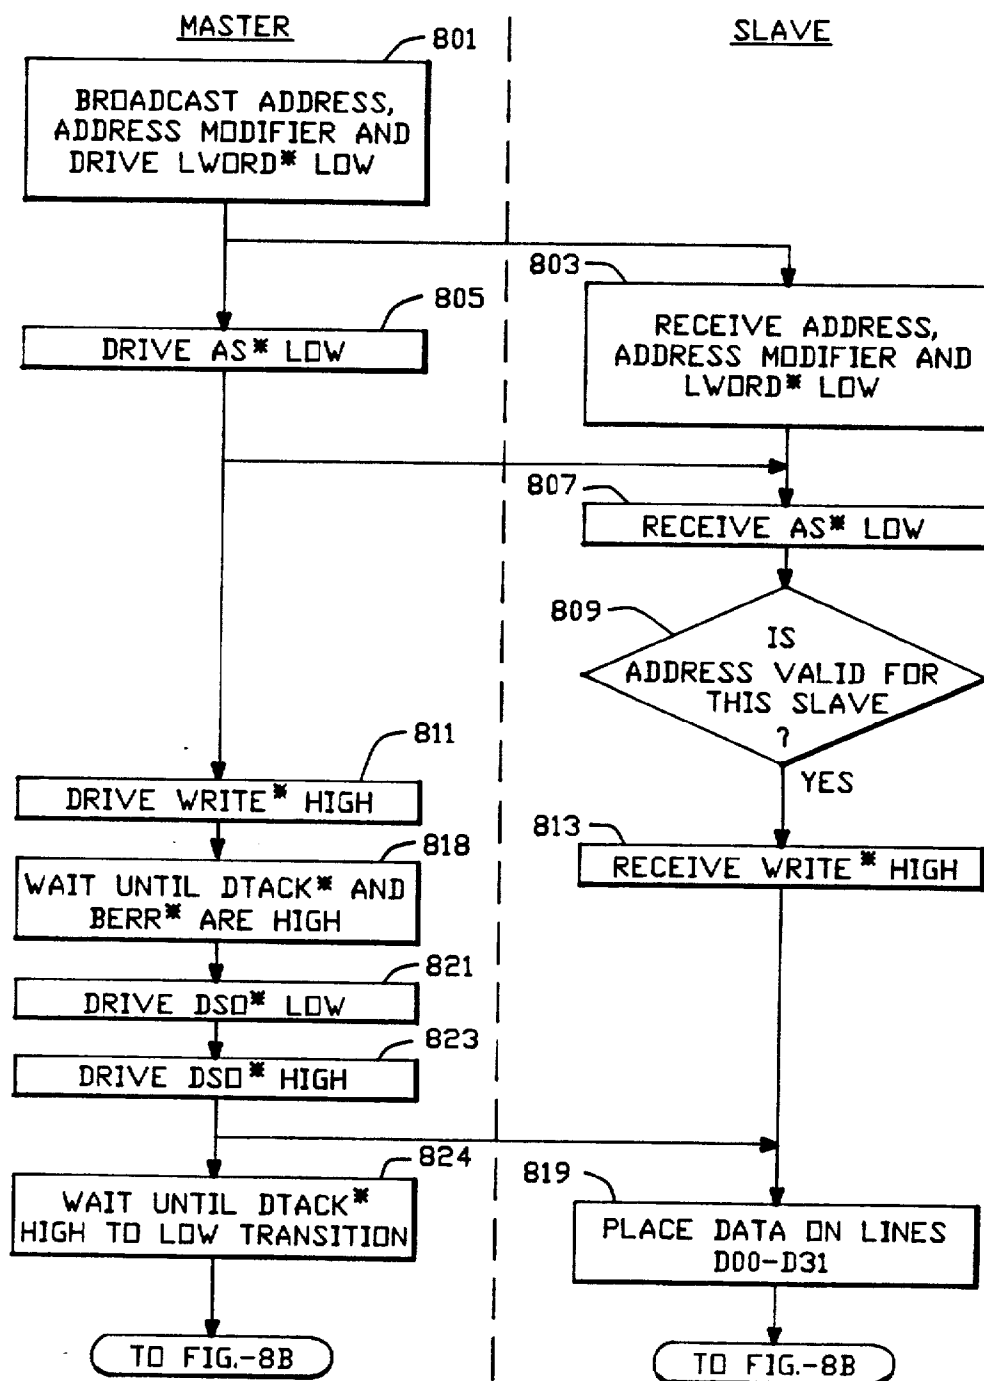 MASTER
SLAVE
801
BROADCAST ADDRESS,
ADDRESS MODIFIER AND
DRIVE LWORD* LOW
803
RECEIVE ADDRESS,
ADDRESS MODIFIER AND
LWORD* LOW
805
DRIVE AS* LOW
807
RECEIVE AS* LOW
809
IS
ADDRESS VALID FOR
THIS SLAVE
?
YES
811
DRIVE WRITE* HIGH
813
RECEIVE WRITE* HIGH
818
WAIT UNTIL DTACK* AND
BERR* ARE HIGH
821
DRIVE DSO* LOW
823
DRIVE DSO* HIGH
824
WAIT UNTIL DTACK*
HIGH TO LOW TRANSITION
819
PLACE DATA ON LINES
D00-D31
TO FIG.-8B
TO FIG.-8B